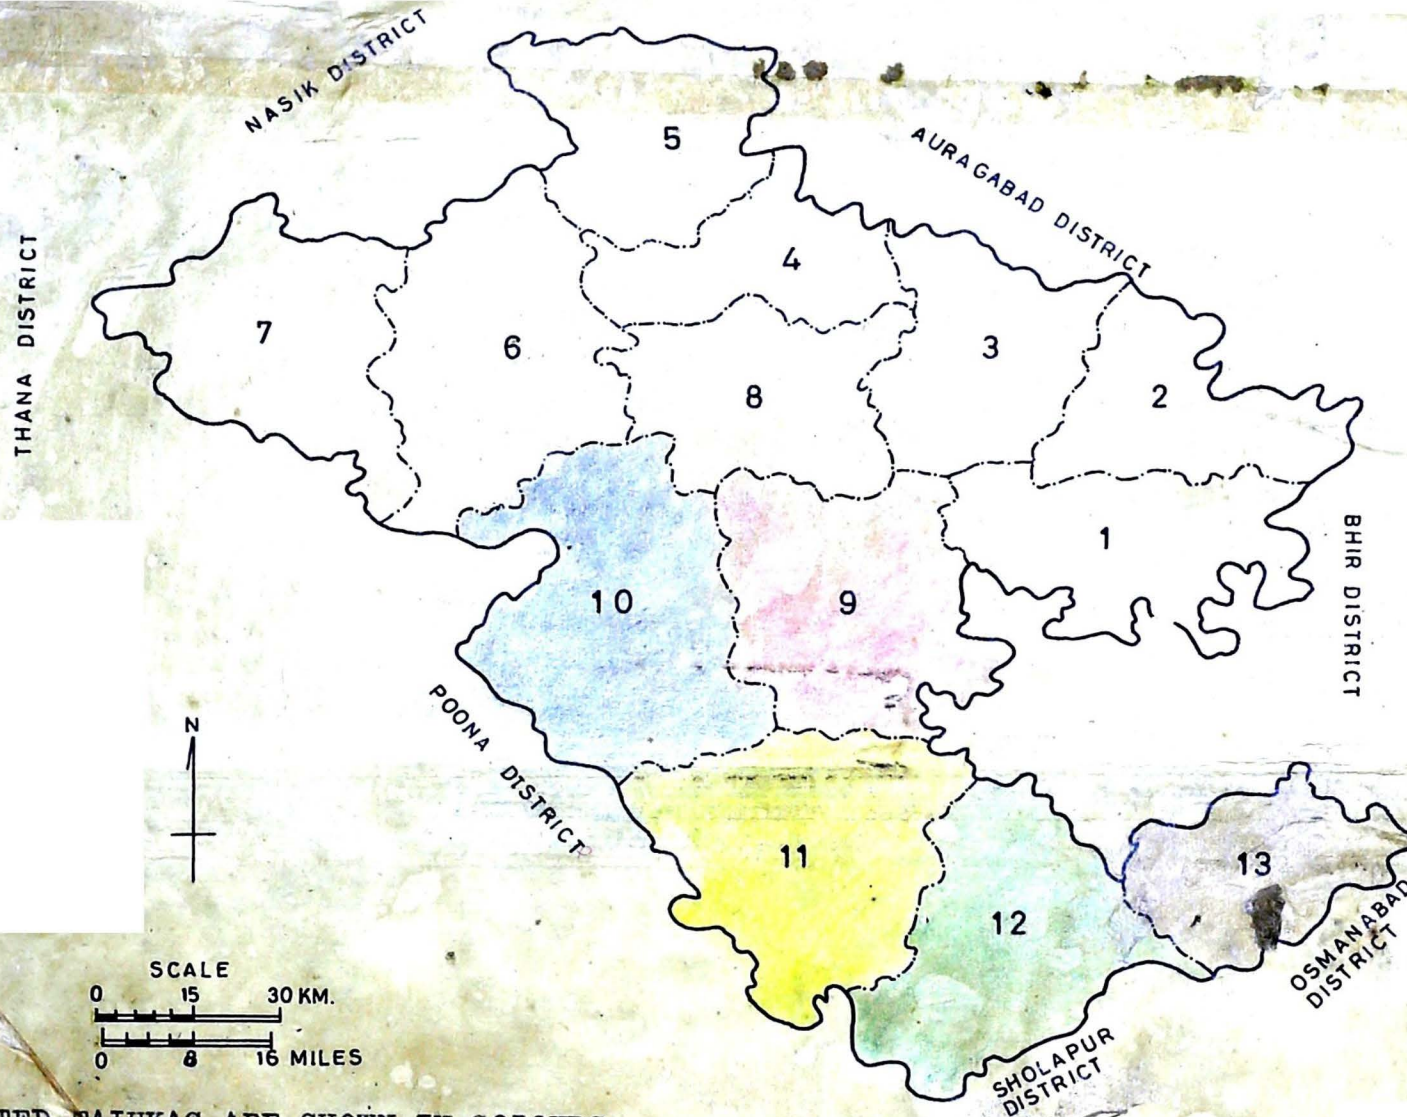 NASIK DISTRICT
AURAGABAD DISTRICT
THANA DISTRICT
5
4
7
6
3
8
2
1
10
9
BHIR DISTRICT
POONA DISTRICT
N
11
13
12
OSMANABAD
DISTRICT
SHOLAPUR
DISTRICT
SCALE
0 15 30 KM.
0 8 16 MILES